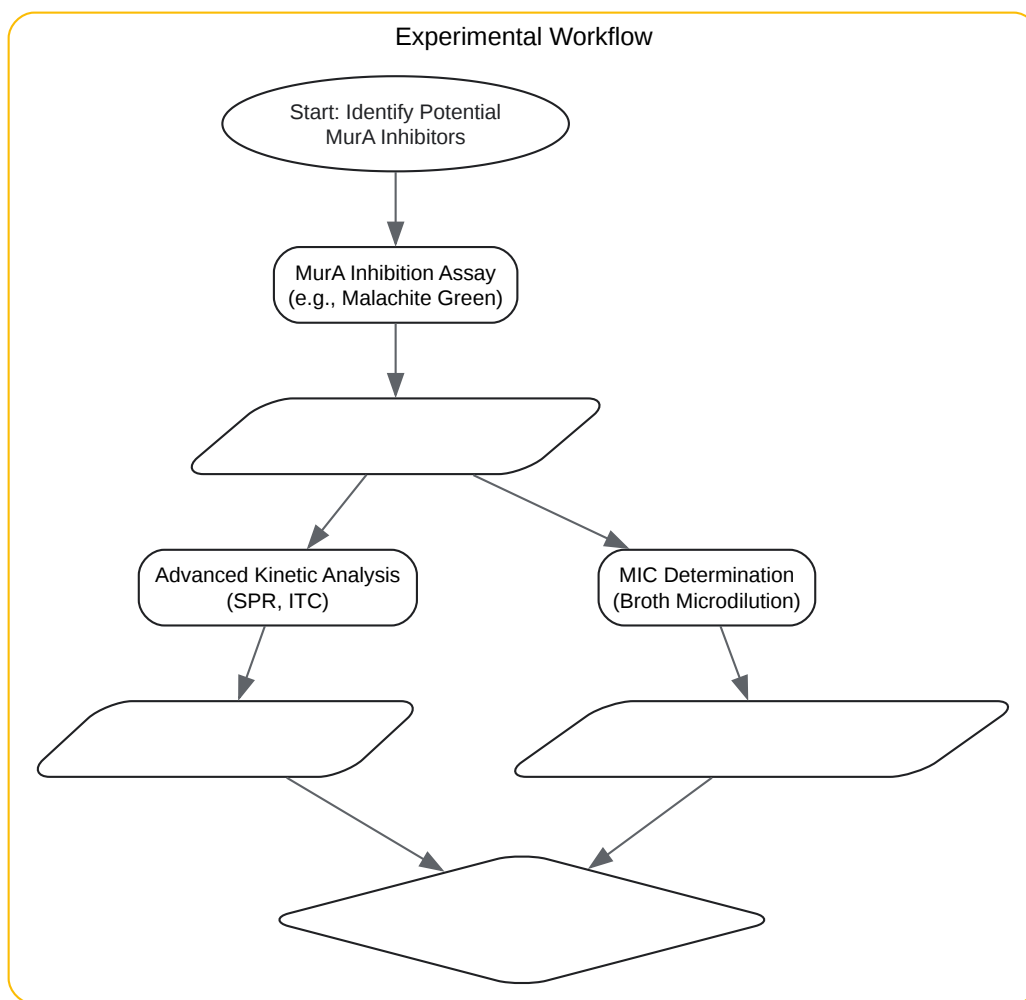 Experimental Workflow
Start: Identify Potential
MurA Inhibitors
MurA Inhibition Assay
(e.g., Malachite Green)
Advanced Kinetic Analysis
(SPR, ITC)
MIC Determination
(Broth Microdilution)